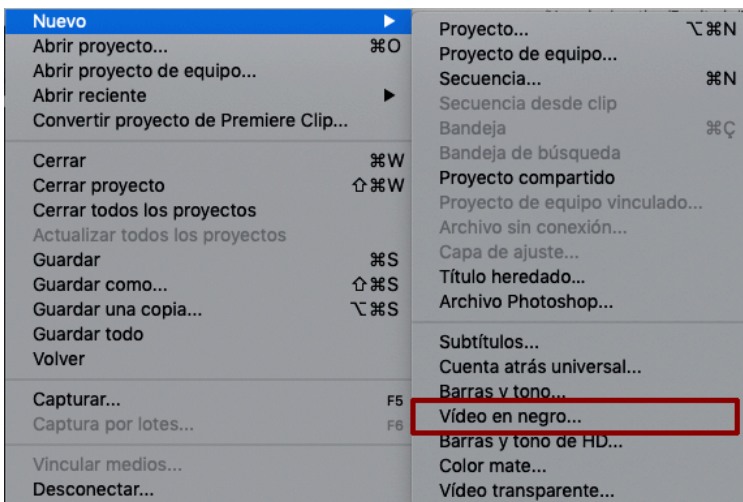 Nuevo ▶
Abrir proyecto... ⌘O
Abrir proyecto de equipo...
Abrir reciente ▶
Convertir proyecto de Premiere Clip...
Cerrar ⌘W
Cerrar proyecto ⇧⌘W
Cerrar todos los proyectos
Actualizar todos los proyectos
Guardar ⌘S
Guardar como... ⇧⌘S
Guardar una copia... ⌥⌘S
Guardar todo
Volver
Capturar... F5
Captura por lotes... F6
Vincular medios...
Desconectar...
Proyecto... ⌥⌘N
Proyecto de equipo...
Secuencia... ⌘N
Secuencia desde clip
Bandeja ⌘Ç
Bandeja de búsqueda
Proyecto compartido
Proyecto de equipo vinculado...
Archivo sin conexión...
Capa de ajuste...
Título heredado...
Archivo Photoshop...
Subtítulos...
Cuenta atrás universal...
Barras y tono...
Vídeo en negro...
Barras y tono de HD...
Color mate...
Vídeo transparente...